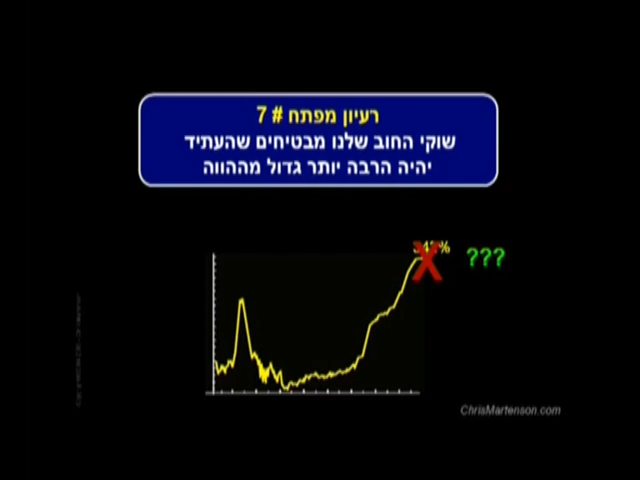 רעיון מפתח # 7
שוקי החוב שלנו מבטיחים שהעתיד
יהיה הרבה יותר גדול מההווה
???
ChrisMartenson.com